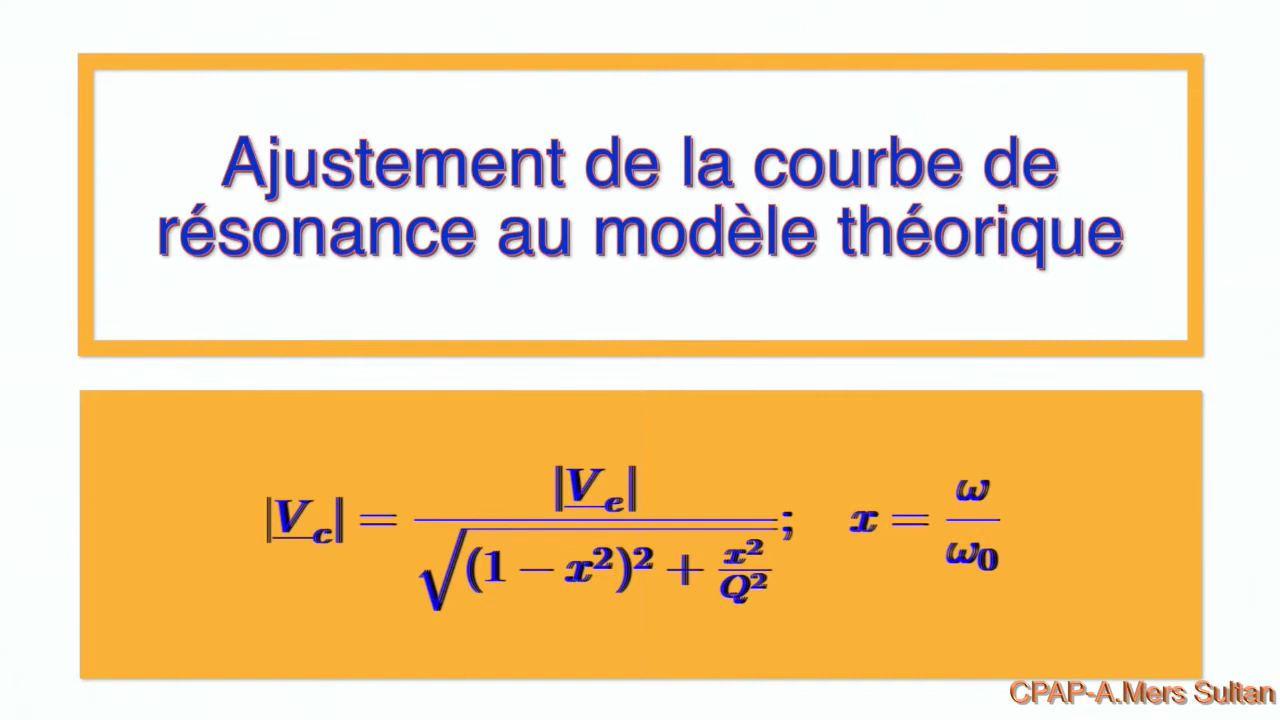 Ajustement de la courbe de
résonance au modèle théorique
|V_c| = |V_e| / √((1 − x²)² + x²/Q²); x = ω/ω₀
CPAP-A.Mers Sultan